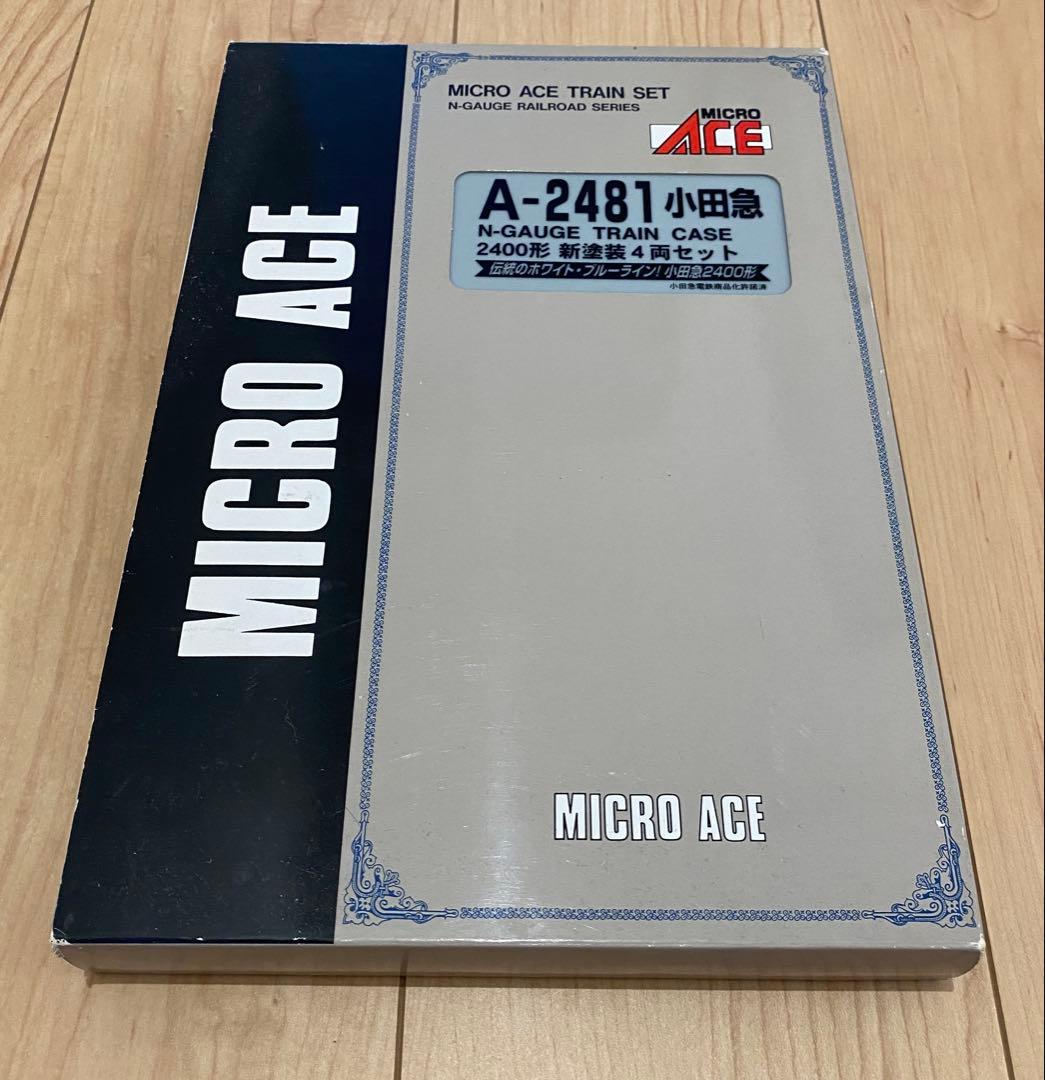 MICRO ACE
MICRO ACE TRAIN SET
N-GAUGE RAILROAD SERIES
MICRO
ACE
A-2481 小田急
N-GAUGE TRAIN CASE
2400形 新塗装4両セット
伝統のホワイト・ブルーライン!小田急2400形
小田急電鉄商品化許諾済
MICRO ACE